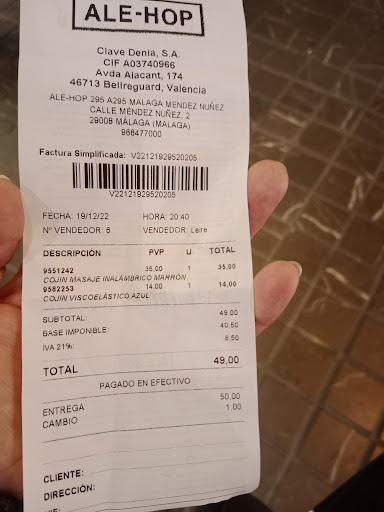 ALE-HOP
Clave Denia, S.A.
CIF A03740966
Avda Alacant, 174
46713 Bellreguard, Valencia
ALE-HOP 295 A295 MALAGA MENDEZ NUÑEZ
CALLE MÉNDEZ NUÑEZ, 2
29008 MÁLAGA (MALAGA)
966477000
Factura Simplificada: V22121929520205
V22121929520205
FECHA: 19/12/22 HORA: 20:40
Nº VENDEDOR: 6 VENDEDOR: Leire
DESCRIPCIÓN PVP U TOTAL
9551242 35,00 1 35,00
COJIN MASAJE INALÁMBRICO MARRÓN
9582253 14,00 1 14,00
COJIN VISCOELÁSTICO AZUL
SUBTOTAL: 49,00
BASE IMPONIBLE: 40,50
IVA 21%: 8,50
TOTAL 49,00
PAGADO EN EFECTIVO
ENTREGA 50,00
CAMBIO 1,00
CLIENTE:
DIRECCIÓN: